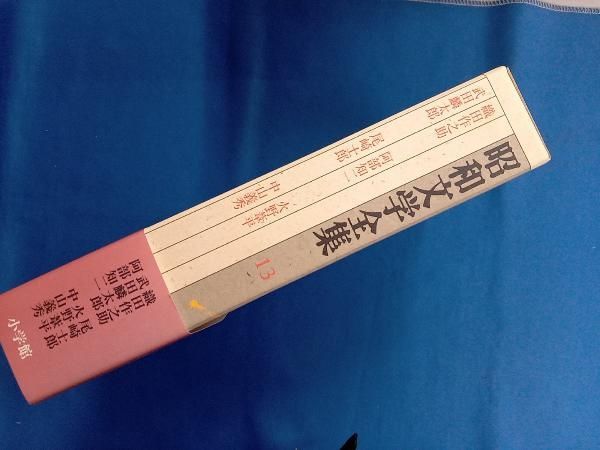 昭和文学全集
13
織田作之助
武田麟太郎
阿部知二
尾崎士郎
火野葦平
中山義秀
織田作之助
武田麟太郎
阿部知二
尾崎士郎
火野葦平
中山義秀
小学館